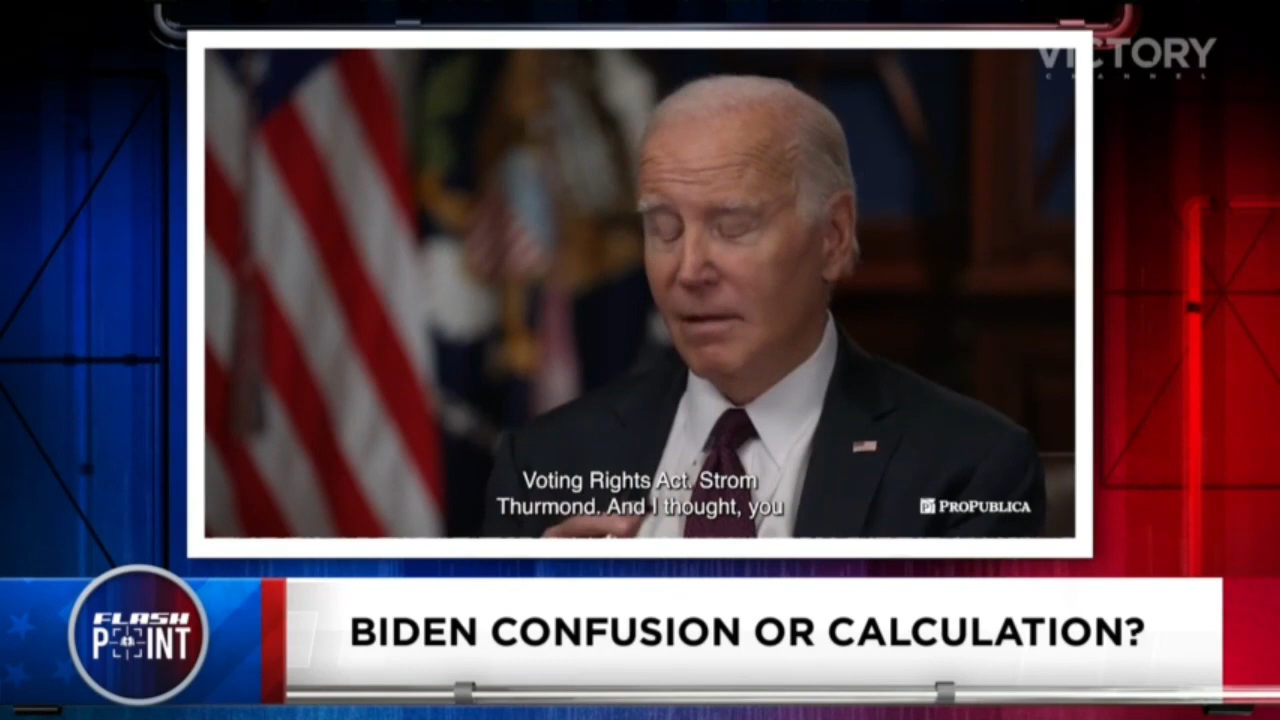 VICTORY
CHANNEL
Voting Rights Act. Strom
Thurmond. And I thought, you
PROPUBLICA
FLASH
POINT
BIDEN CONFUSION OR CALCULATION?